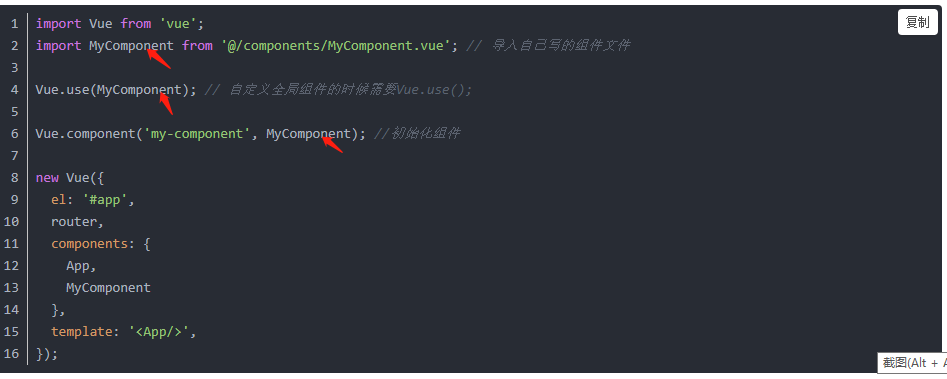 复制
1 import Vue from 'vue';
2 import MyComponent from '@/components/MyComponent.vue'; // 导入自己写的组件文件
3
4 Vue.use(MyComponent); // 自定义全局组件的时候需要Vue.use();
5
6 Vue.component('my-component', MyComponent); //初始化组件
7
8 new Vue({
9   el: '#app',
10   router,
11   components: {
12     App,
13     MyComponent
14   },
15   template: '<App/>',
16 });
截图(Alt + A